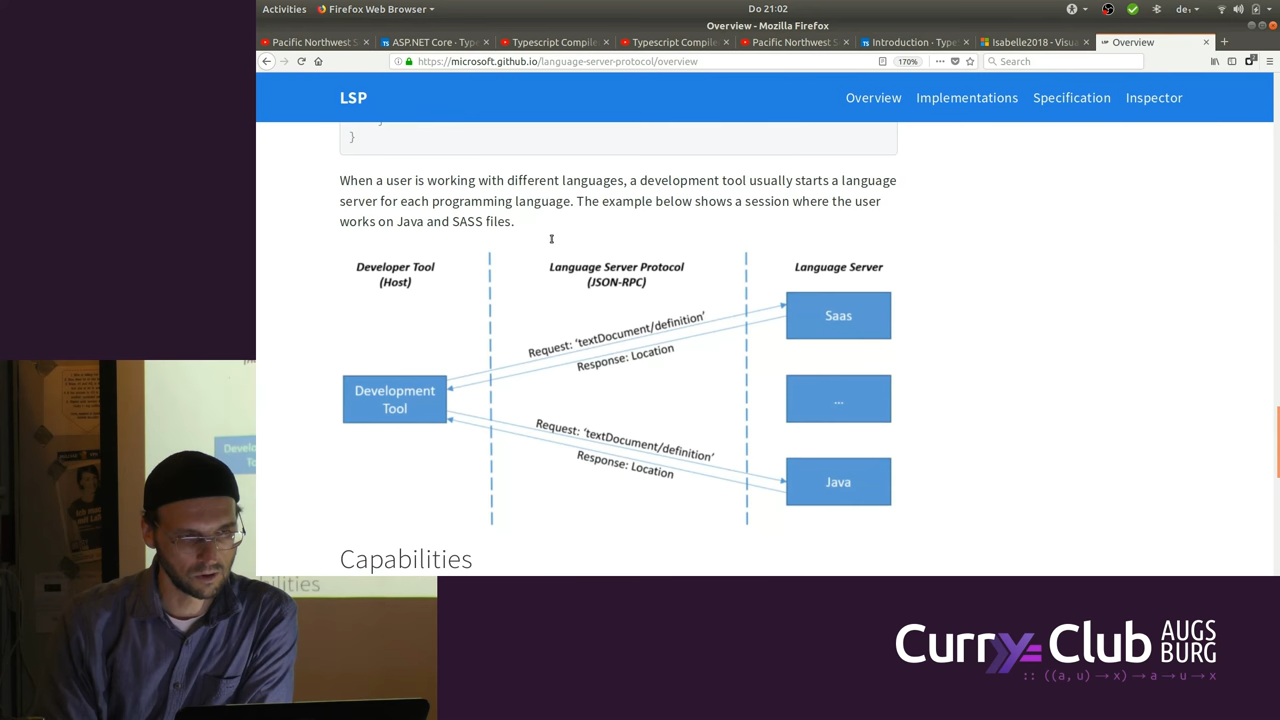 Activities
Firefox Web Browser
Do 21:02
de₁
Overview - Mozilla Firefox
Pacific Northwest S
ASP.NET Core · Typ
Typescript Compile
Typescript Compile
Pacific Northwest S
Introduction · Type
Isabelle2018 - Visua
Overview
https://microsoft.github.io/language-server-protocol/overview
170%
Search
LSP
Overview
Implementations
Specification
Inspector
}
When a user is working with different languages, a development tool usually starts a language
server for each programming language. The example below shows a session where the user
works on Java and SASS files.
Developer Tool
(Host)
Language Server Protocol
(JSON-RPC)
Language Server
Saas
Request: 'textDocument/definition'
Response: Location
Development
Tool
...
Request: 'textDocument/definition'
Response: Location
Java
Capabilities
Curry Club AUGS
BURG
:: ((a, u) → x) → a → u → x